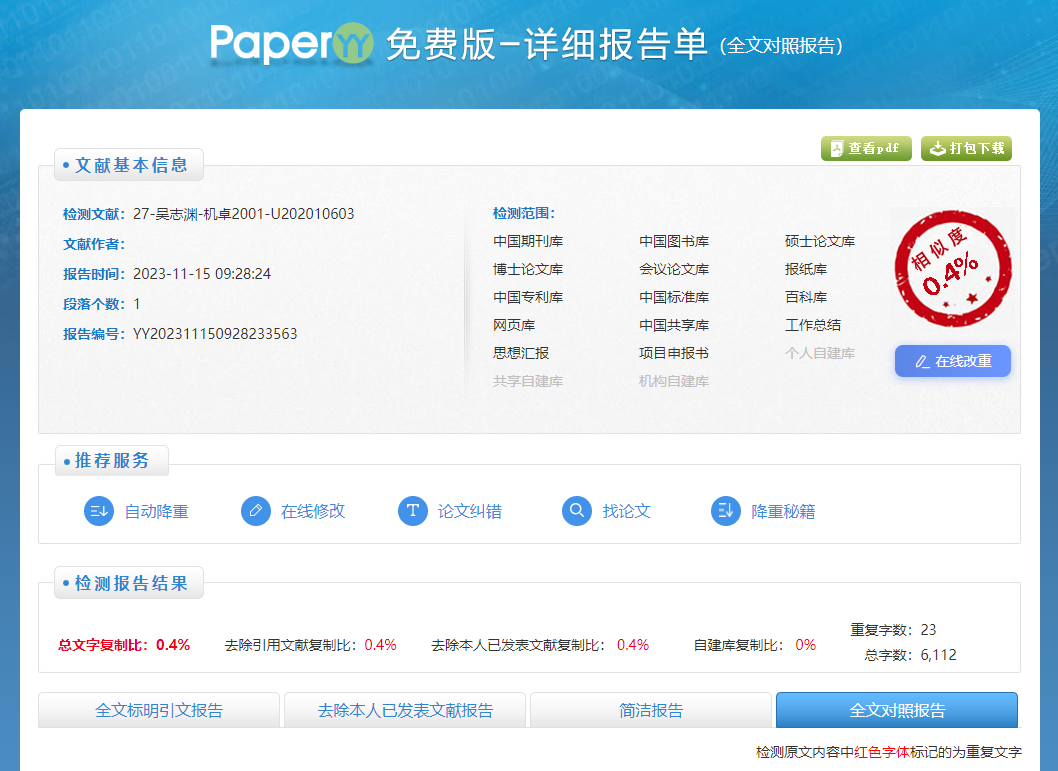 PaperYY 免费版-详细报告单 (全文对照报告)
查看pdf 打包下载
文献基本信息
检测文献：27-吴志渊-机卓2001-U202010603
文献作者：
报告时间：2023-11-15 09:28:24
段落个数：1
报告编号：YY202311150928233563
检测范围：
中国期刊库 中国图书库 硕士论文库
博士论文库 会议论文库 报纸库
中国专利库 中国标准库 百科库
网页库 中国共享库 工作总结
思想汇报 项目申报书 个人自建库
共享自建库 机构自建库
相似度
0.4%
在线改重
推荐服务
自动降重 在线修改 论文纠错 找论文 降重秘籍
检测报告结果
总文字复制比：0.4% 去除引用文献复制比：0.4% 去除本人已发表文献复制比：0.4% 自建库复制比：0%
重复字数：23
总字数：6,112
全文标明引文报告 去除本人已发表文献报告 简洁报告 全文对照报告
检测原文内容中红色字体标记的为重复文字